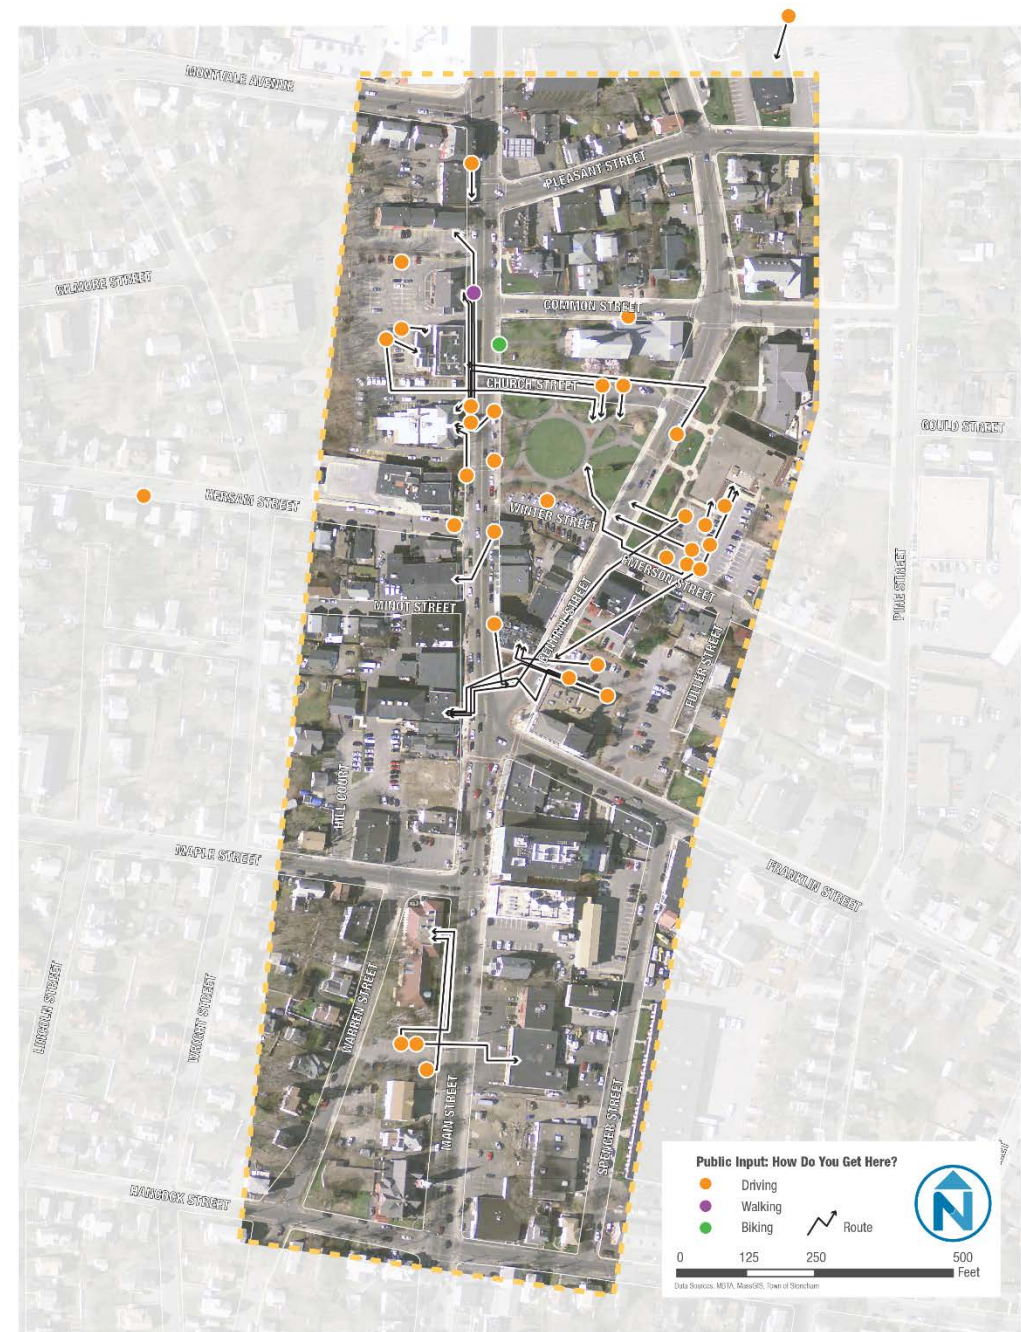 MONTVALE AVENUE
PLEASANT STREET
GILMORE STREET
COMMON STREET
CHURCH STREET
GOULD STREET
HERSAM STREET
WINTER STREET
EMERSON STREET
PINE STREET
MINOT STREET
CENTRAL STREET
FULLER STREET
HILL COURT
MAPLE STREET
FRANKLIN STREET
LINCOLN STREET
WRIGHT STREET
WARREN STREET
MAIN STREET
SPENCER STREET
HANCOCK STREET
Public Input: How Do You Get Here?
Driving
Walking
Biking
Route
N
0 125 250 500
Feet
Data Sources: MBTA, MassGIS, Town of Stoneham